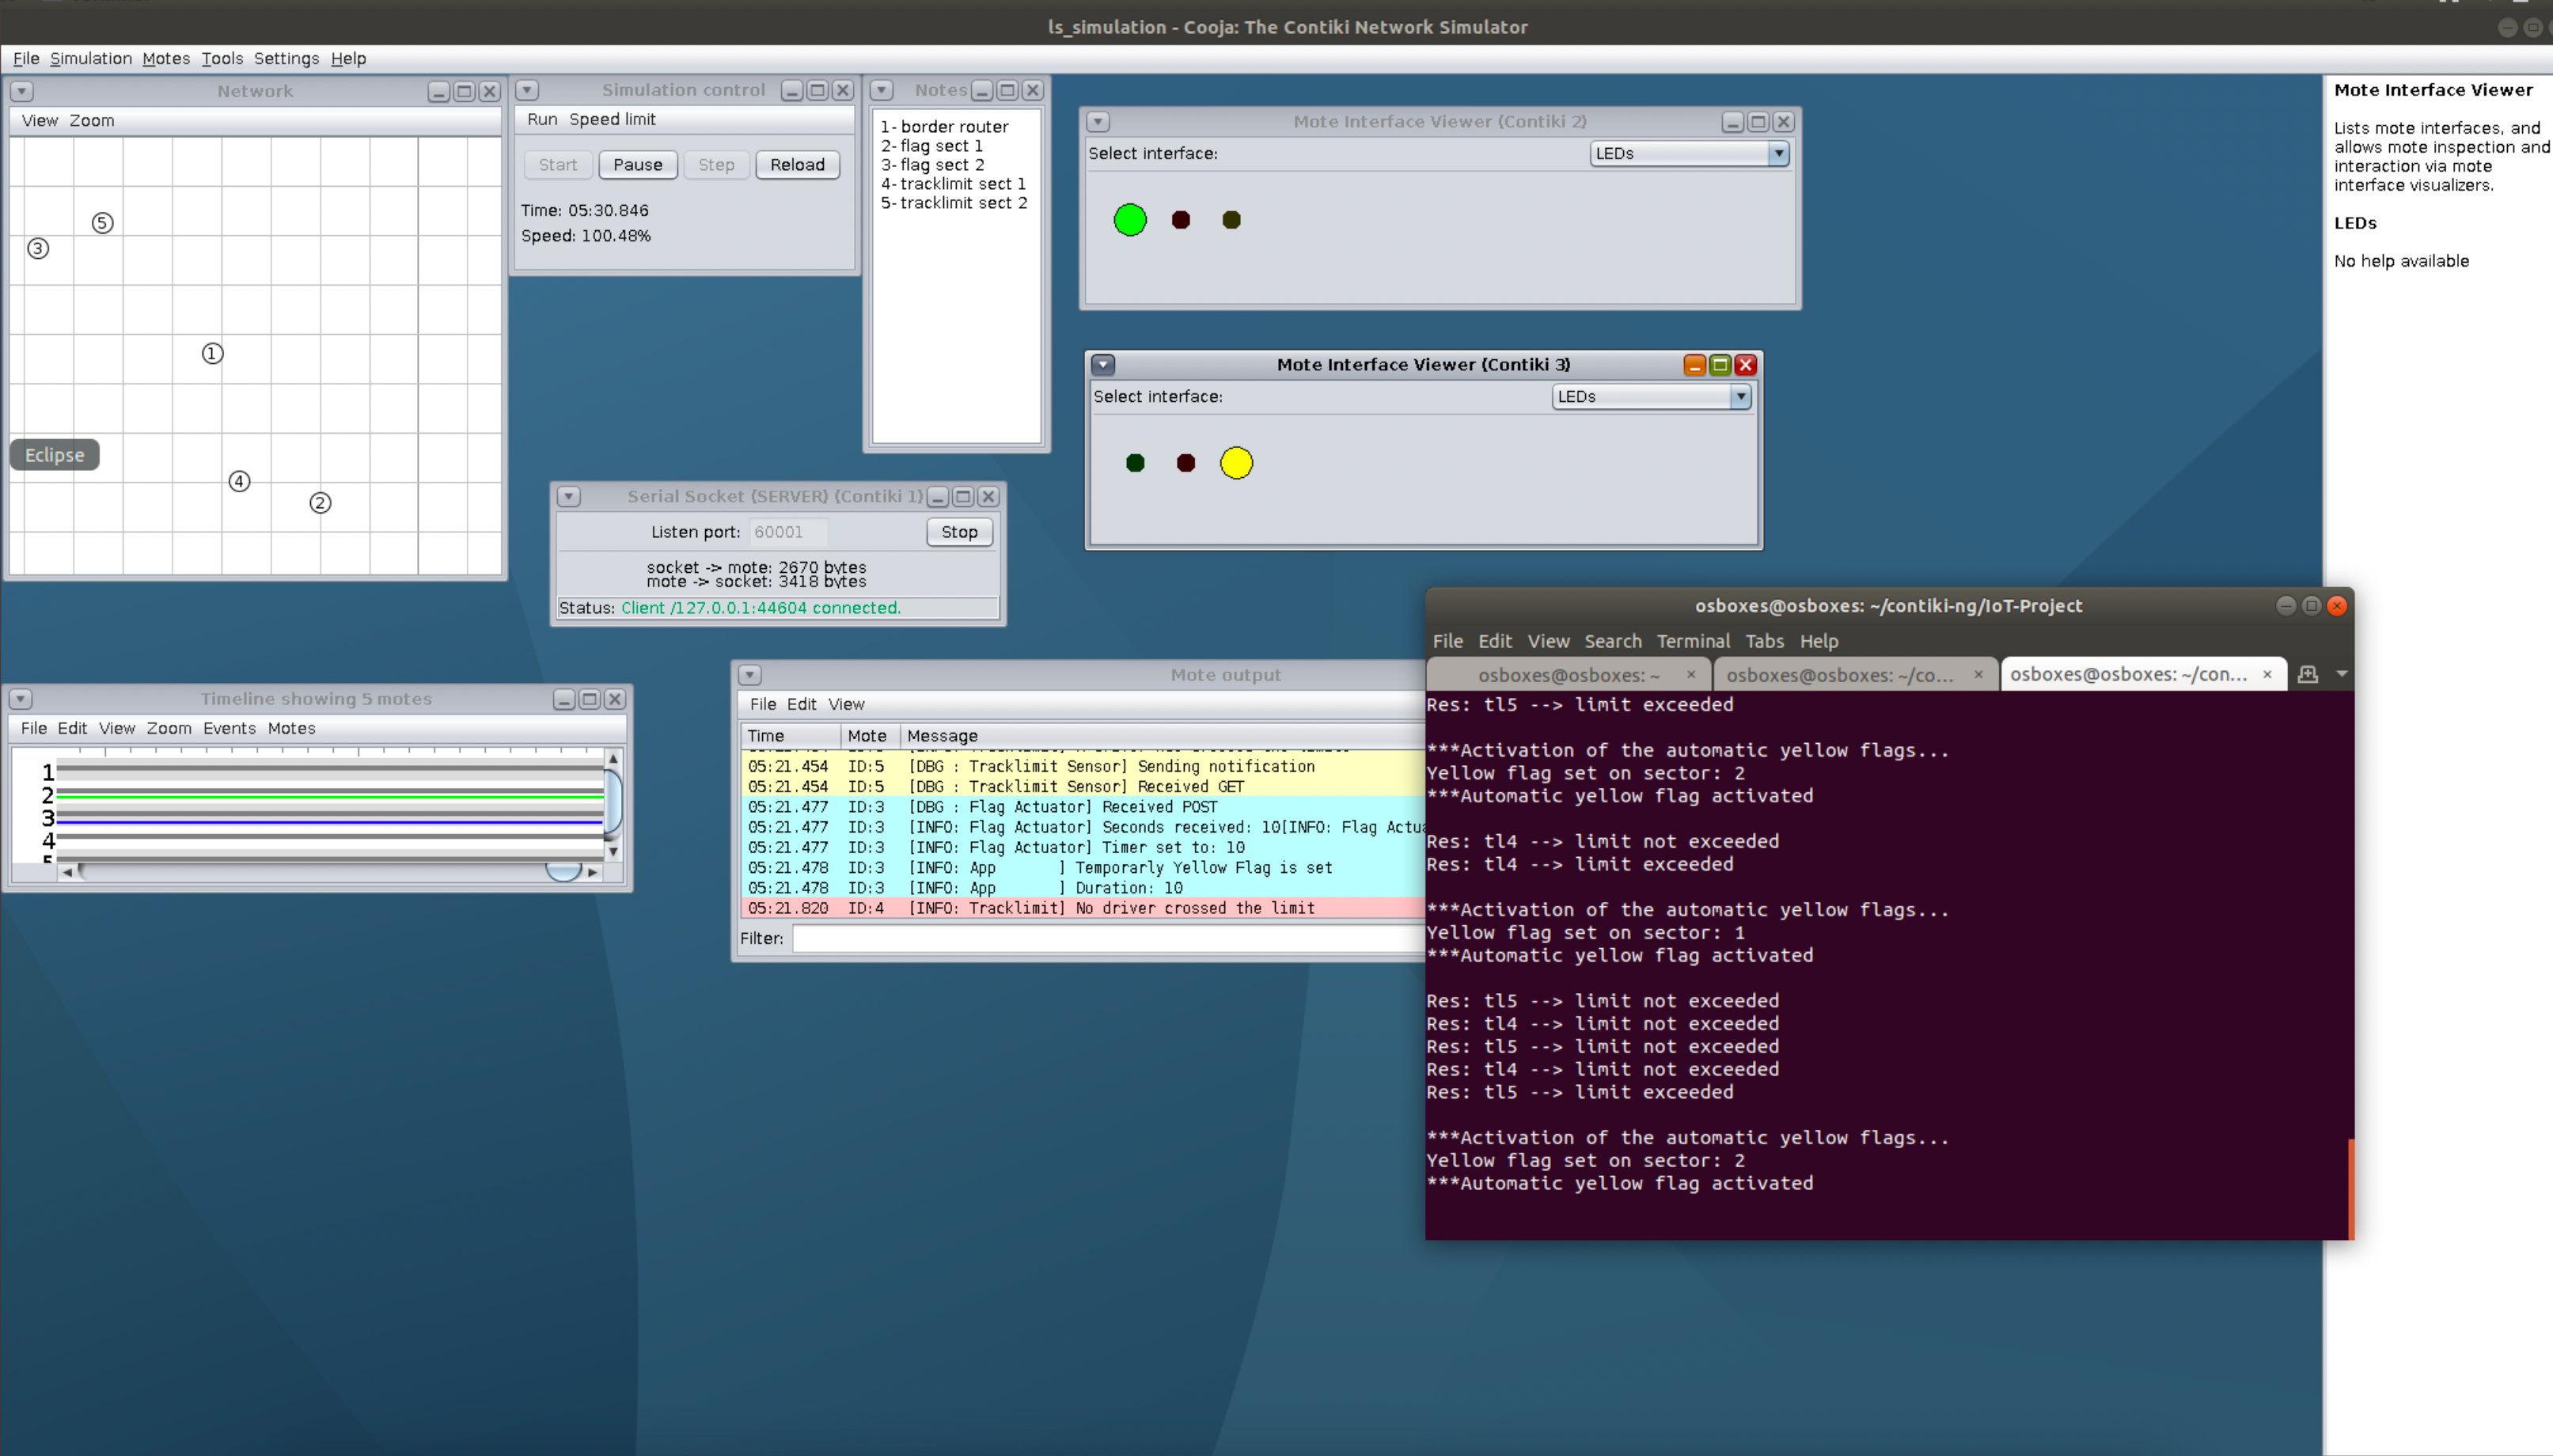 ls_simulation - Cooja: The Contiki Network Simulator
File Simulation Motes Tools Settings Help
Network
View Zoom
5
3
1
Eclipse
4
2
Simulation control
Run Speed limit
Start Pause Step Reload
Time: 05:30.846
Speed: 100.48%
Notes
1- border router
2- flag sect 1
3- flag sect 2
4- tracklimit sect 1
5- tracklimit sect 2
Mote Interface Viewer (Contiki 2)
Select interface: LEDs
Mote Interface Viewer (Contiki 3)
Select interface: LEDs
Mote Interface Viewer
Lists mote interfaces, and
allows mote inspection and
interaction via mote
interface visualizers.
LEDs
No help available
Serial Socket (SERVER) (Contiki 1)
Listen port: 60001 Stop
socket -> mote: 2670 bytes
mote -> socket: 3418 bytes
Status: Client /127.0.0.1:44604 connected.
Timeline showing 5 motes
File Edit View Zoom Events Motes
1
2
3
4
5
Mote output
File Edit View
Time Mote Message
05:21.454 ID:5 [DBG : Tracklimit Sensor] Sending notification
05:21.454 ID:5 [DBG : Tracklimit Sensor] Received GET
05:21.477 ID:3 [DBG : Flag Actuator] Received POST
05:21.477 ID:3 [INFO: Flag Actuator] Seconds received: 10[INFO: Flag Actua
05:21.477 ID:3 [INFO: Flag Actuator] Timer set to: 10
05:21.478 ID:3 [INFO: App ] Temporarly Yellow Flag is set
05:21.478 ID:3 [INFO: App ] Duration: 10
05:21.820 ID:4 [INFO: Tracklimit] No driver crossed the limit
Filter:
osboxes@osboxes: ~/contiki-ng/IoT-Project
File Edit View Search Terminal Tabs Help
osboxes@osboxes: ~ × osboxes@osboxes: ~/co... × osboxes@osboxes: ~/con... ×
Res: tl5 --> limit exceeded
***Activation of the automatic yellow flags...
Yellow flag set on sector: 2
***Automatic yellow flag activated
Res: tl4 --> limit not exceeded
Res: tl4 --> limit exceeded
***Activation of the automatic yellow flags...
Yellow flag set on sector: 1
***Automatic yellow flag activated
Res: tl5 --> limit not exceeded
Res: tl4 --> limit not exceeded
Res: tl5 --> limit not exceeded
Res: tl4 --> limit not exceeded
Res: tl5 --> limit exceeded
***Activation of the automatic yellow flags...
Yellow flag set on sector: 2
***Automatic yellow flag activated